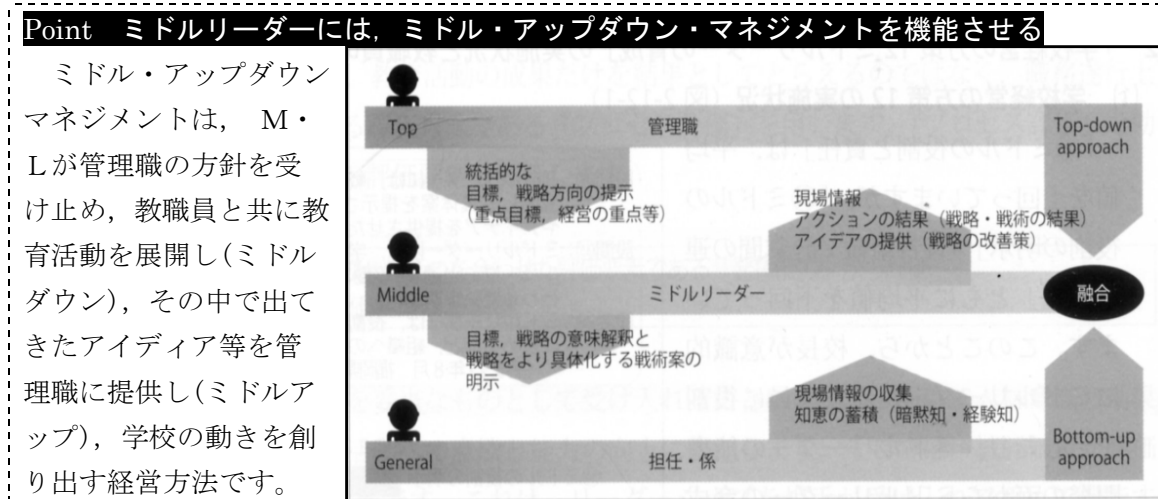 Point　ミドルリーダーには，ミドル・アップダウン・マネジメントを機能させる
ミドル・アップダウン
マネジメントは，　M・
Lが管理職の方針を受
け止め，教職員と共に教
育活動を展開し(ミドル
ダウン)，その中で出て
きたアイディア等を管
理職に提供し(ミドルア
ップ)，学校の動きを創
り出す経営方法です。
Top
管理職
Top-down
approach
統括的な
目標，戦略方向の提示
（重点目標，経営の重点等）
現場情報
アクションの結果（戦略・戦術の結果）
アイデアの提供（戦略の改善策）
Middle
ミドルリーダー
融合
目標，戦略の意味解釈と
戦略をより具体化する戦術案の
明示
現場情報の収集
知恵の蓄積（暗黙知・経験知）
General
担任・係
Bottom-up
approach